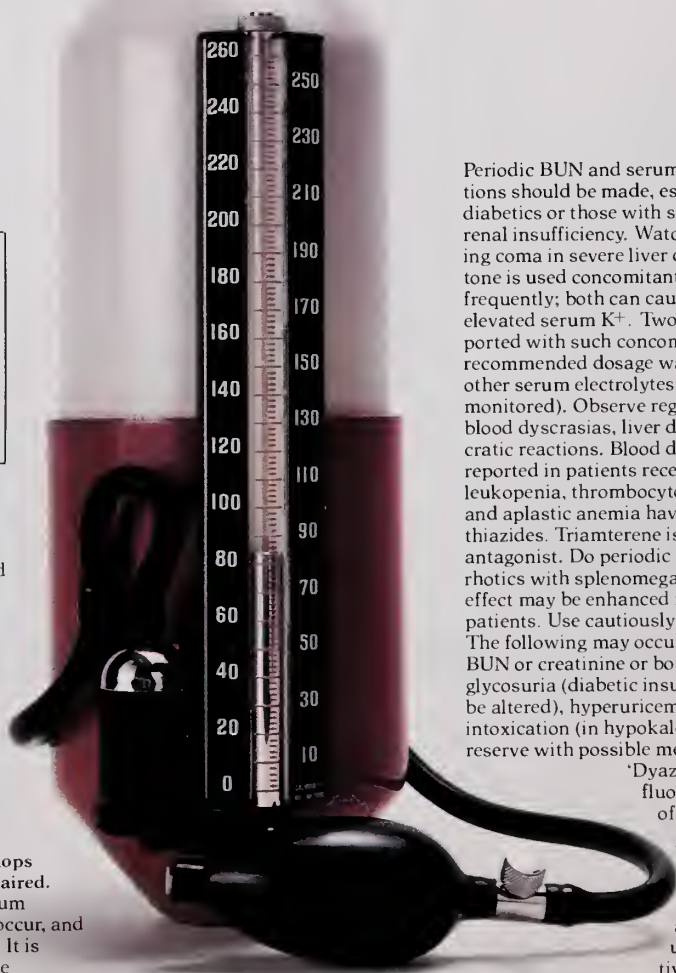 260
240
220
200
180
160
140
120
100
80
60
40
20
0
250
230
210
190
170
150
130
110
90
70
50
30
10
d
ops
aired.
um
occur, and
It is
e
Periodic BUN and serum
tions should be made, es
diabetics or those with s
renal insufficiency. Watc
ing coma in severe liver
tone is used concomitant
frequently; both can cau
elevated serum K+. Two
ported with such concon
recommended dosage wa
other serum electrolytes
monitored). Observe reg
blood dyscrasias, liver d
cratic reactions. Blood d
reported in patients rece
leukopenia, thrombocyt
and aplastic anemia hav
thiazides. Triamterene is
antagonist. Do periodic
rhotics with splenomega
effect may be enhanced
patients. Use cautiously
The following may occu
BUN or creatinine or bo
glycosuria (diabetic insu
be altered), hyperuricem
intoxication (in hypokal
reserve with possible me
'Dyaz
fluo
of
a
u
tiv